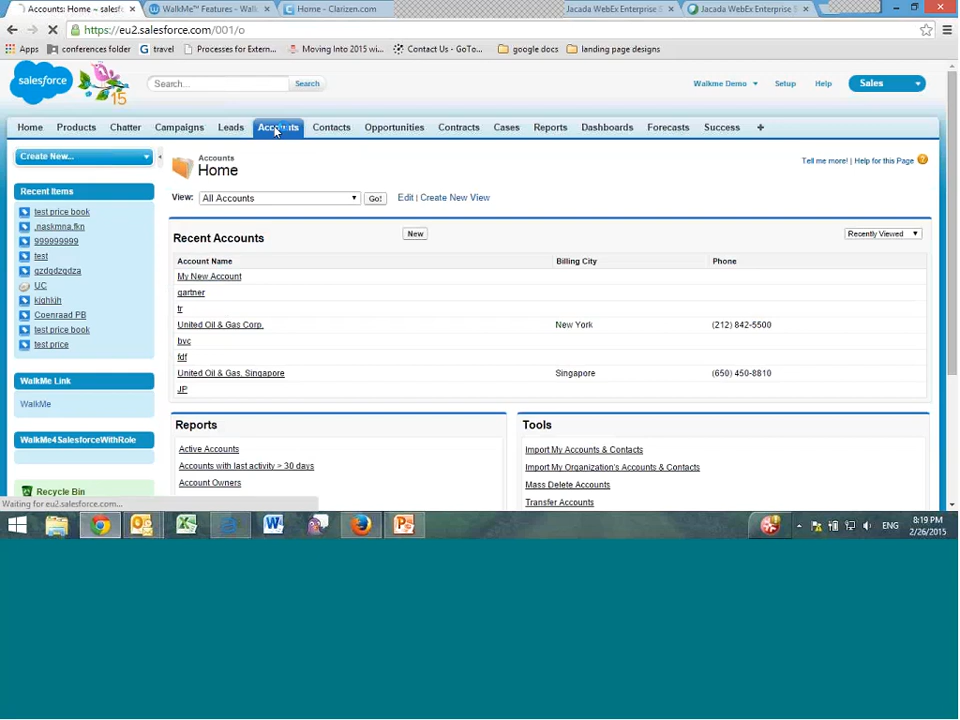 Accounts: Home ~ salesf
WalkMe™ Features - Walk
Home - Clarizen.com
Jacada WebEx Enterprise S
Jacada WebEx Enterprise S
https://eu2.salesforce.com/001/o
Apps
conferences folder
travel
Processes for Extern...
Moving Into 2015 wi...
Contact Us - GoTo...
google docs
landing page designs
salesforce
15
Search...
Search
Walkme Demo
Setup
Help
Sales
Home
Products
Chatter
Campaigns
Leads
Accounts
Contacts
Opportunities
Contracts
Cases
Reports
Dashboards
Forecasts
Success
+
Create New...
Accounts
Home
Tell me more! | Help for this Page
View:
All Accounts
Go!
Edit | Create New View
Recent Items
test price book
.naskmna.fkn
999999999
test
qzdqdzqdza
UC
kjghkjh
Coenraad PB
test price book
test price
Recent Accounts
New
Recently Viewed
Account Name
Billing City
Phone
My New Account
gartner
tr
United Oil & Gas Corp.
New York
(212) 842-5500
bvc
fdf
United Oil & Gas, Singapore
Singapore
(650) 450-8810
JP
WalkMe Link
WalkMe
WalkMe4SalesforceWithRole
Recycle Bin
Reports
Active Accounts
Accounts with last activity > 30 days
Account Owners
Tools
Import My Accounts & Contacts
Import My Organization's Accounts & Contacts
Mass Delete Accounts
Transfer Accounts
Waiting for eu2.salesforce.com...
ENG
8:19 PM
2/26/2015